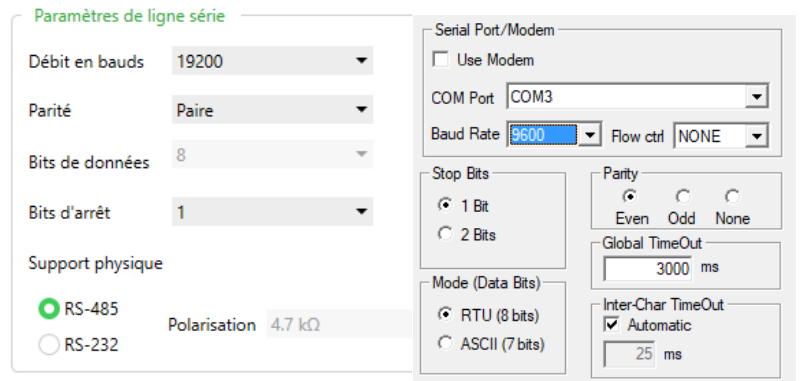 Paramètres de ligne série
Débit en bauds 19200
Parité Paire
Bits de données 8
Bits d'arrêt 1
Support physique
RS-485
Polarisation 4.7 kΩ
RS-232
Serial Port/Modem
Use Modem
COM Port COM3
Baud Rate 9600 Flow ctrl NONE
Stop Bits
1 Bit
2 Bits
Parity
Even Odd None
Global TimeOut
3000 ms
Mode (Data Bits)
RTU (8 bits)
ASCII (7 bits)
Inter-Char TimeOut
Automatic
25 ms